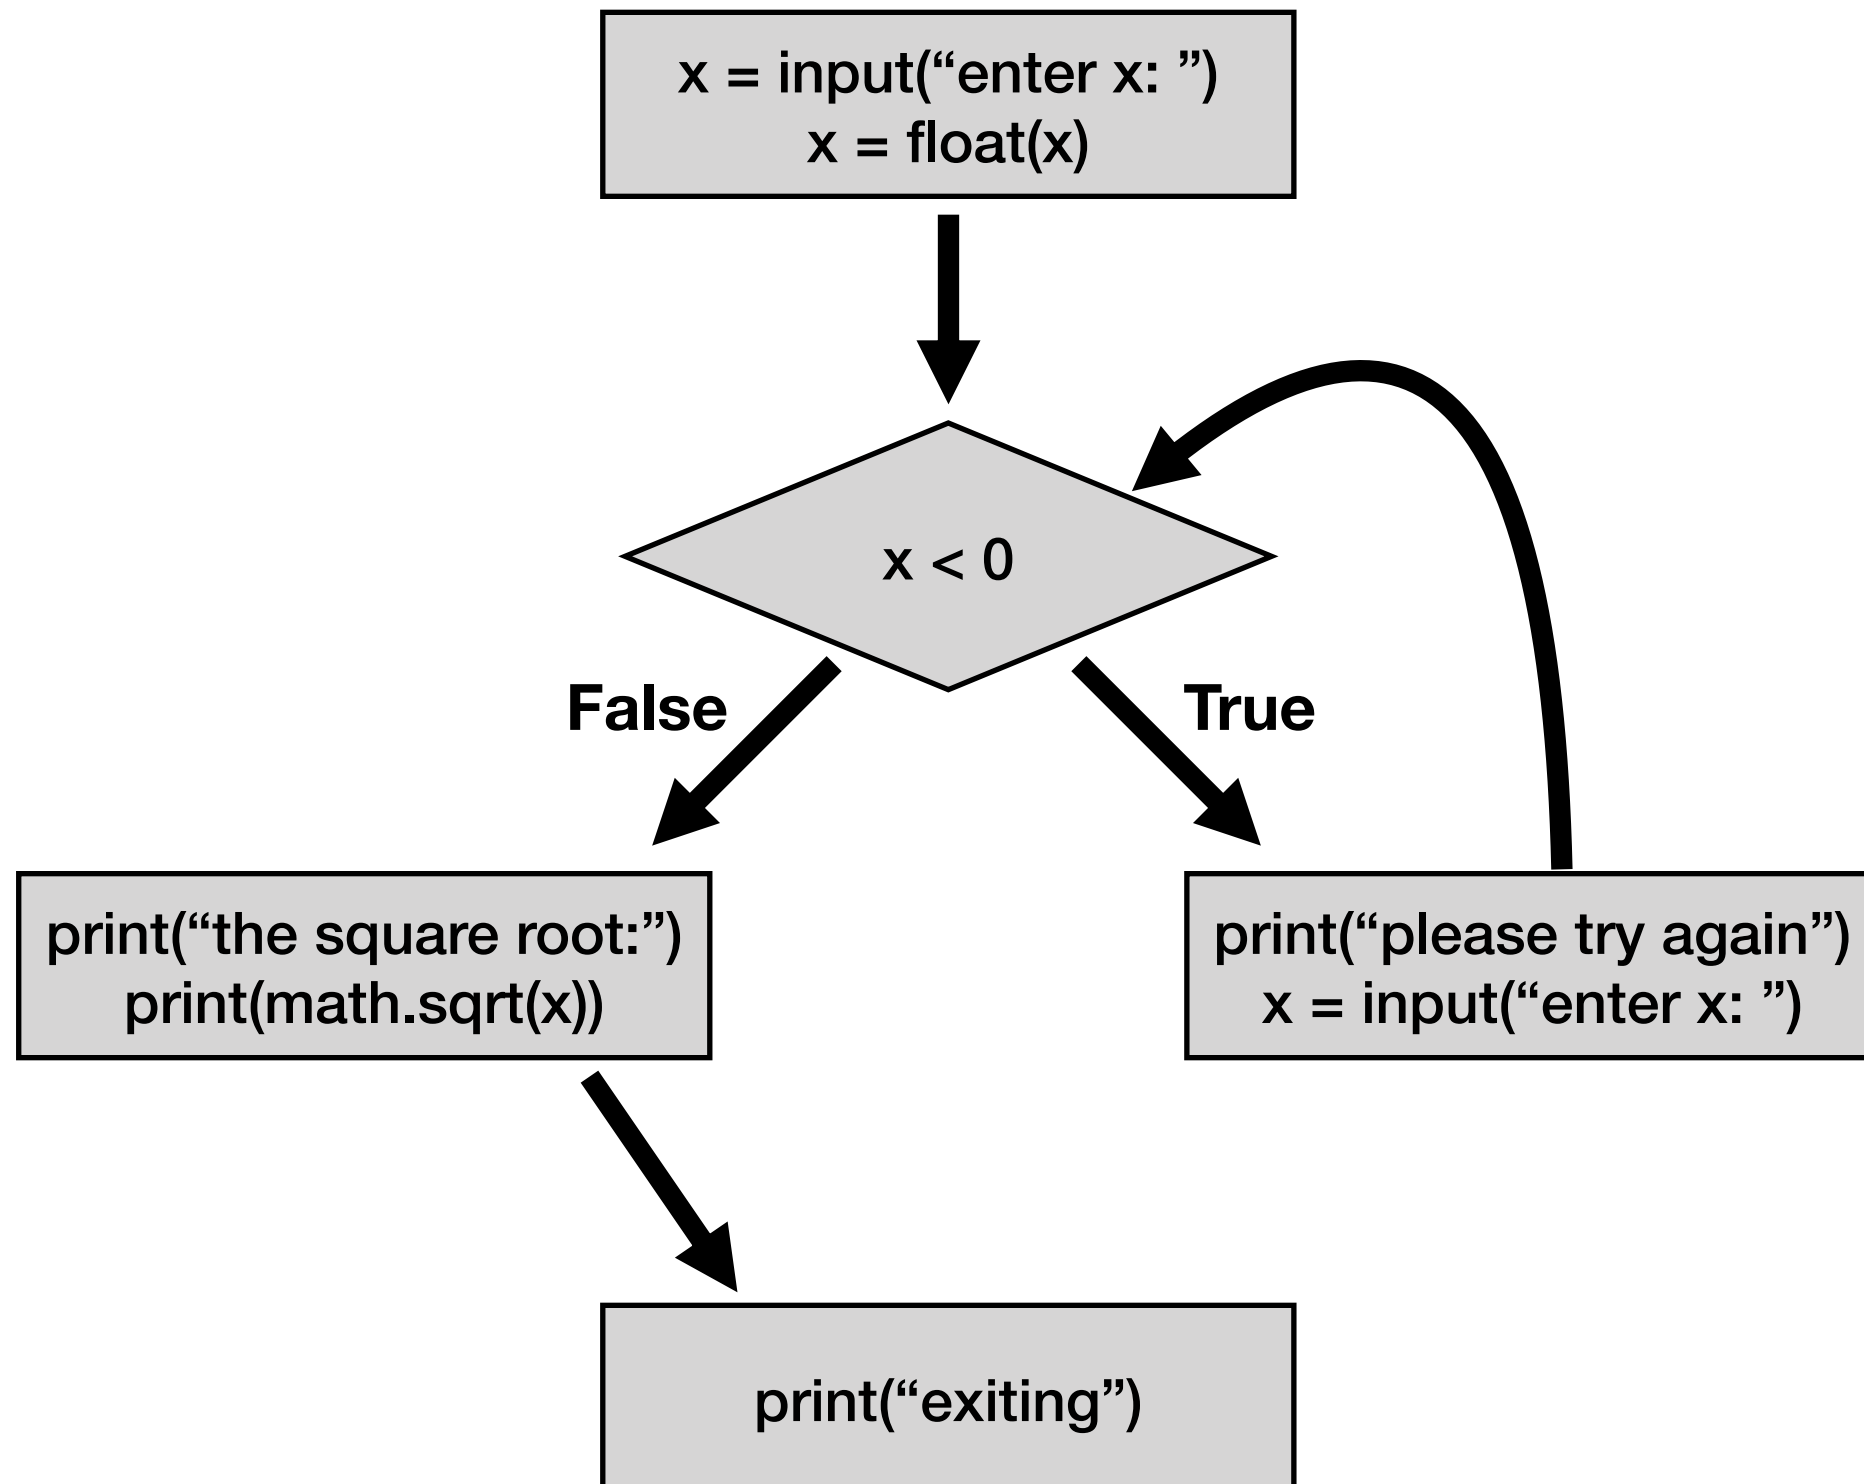 x = input(“enter x: ”)
x = float(x)
x < 0
False
True
print(“the square root:”)
print(math.sqrt(x))
print(“please try again”)
x = input(“enter x: ”)
print(“exiting”)